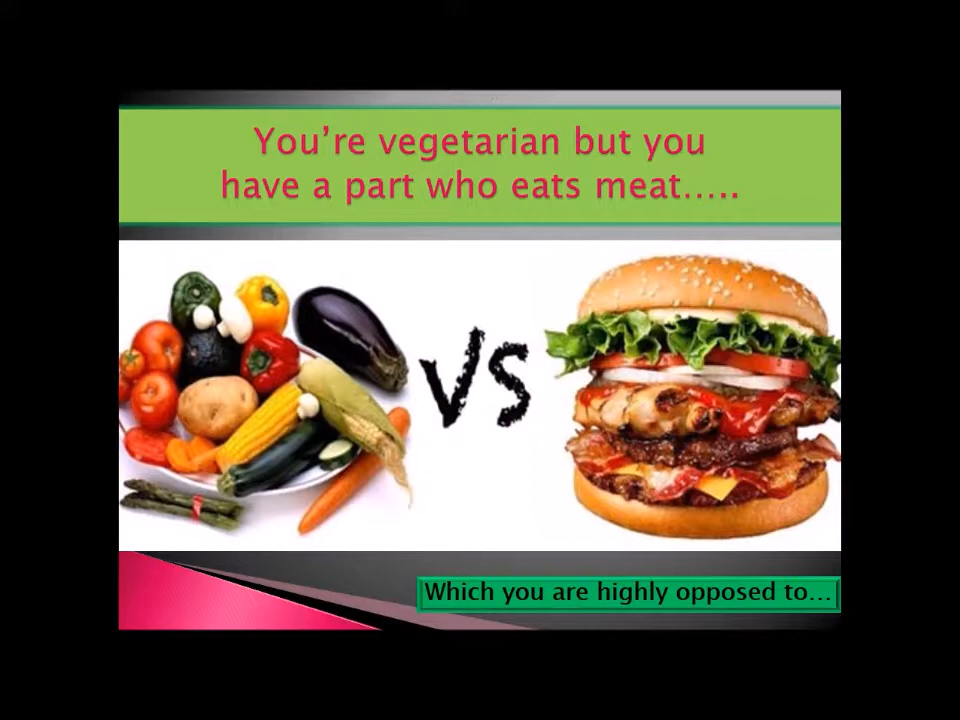 You’re vegetarian but you
have a part who eats meat.....
VS
Which you are highly opposed to...